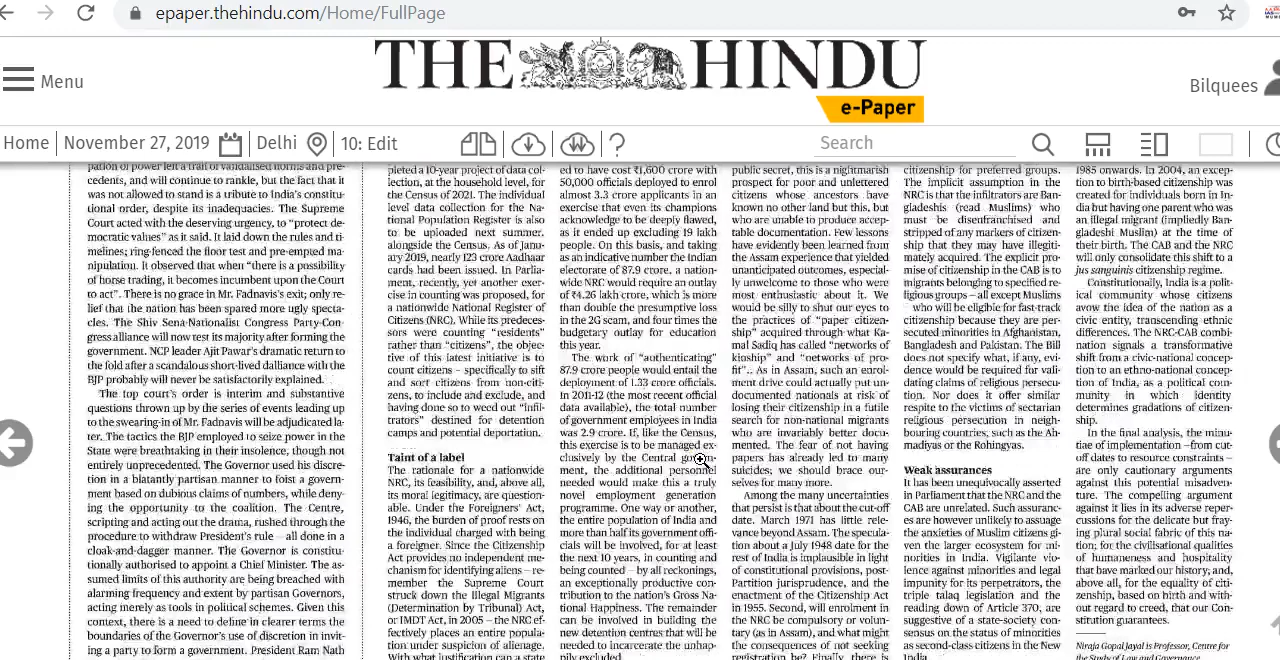 epaper.thehindu.com/Home/FullPage
THE HINDU
e-Paper
Menu
Bilquees
Home
November 27, 2019
Delhi
10: Edit
?
Search
pation of power left a trail of vandalised norms and pre-
cedents, and will continue to rankle, but the fact that it
was not allowed to stand is a tribute to India's constitu-
tional order, despite its inadequacies. The Supreme
Court acted with the deserving urgency, to "protect de-
mocratic values" as it said. It laid down the rules and ti-
melines; ring-fenced the floor test and pre-empted ma-
nipulation. It observed that when "there is a possibility
of horse trading, it becomes incumbent upon the Court
to act". There is no grace in Mr. Fadnavis's exit; only re-
lief that the nation has been spared more ugly specta-
cles. The Shiv Sena-Nationalist Congress Party-Con-
gress alliance will now test its majority after forming the
government. NCP leader Ajit Pawar's dramatic return to
the fold after a scandalous short-lived dalliance with the
BJP probably will never be satisfactorily explained.
The top court's order is interim and substantive
questions thrown up by the series of events leading up
to the swearing-in of Mr. Fadnavis will be adjudicated la-
ter. The tactics the BJP employed to seize power in the
State were breathtaking in their insolence, though not
entirely unprecedented. The Governor used his discre-
tion in a blatantly partisan manner to foist a govern-
ment based on dubious claims of numbers, while deny-
ing the opportunity to the coalition. The Centre,
scripting and acting out the drama, rushed through the
procedure to withdraw President's rule – all done in a
cloak-and-dagger manner. The Governor is constitu-
tionally authorised to appoint a Chief Minister. The as-
sumed limits of this authority are being breached with
alarming frequency and extent by partisan Governors,
acting merely as tools in political schemes. Given this
context, there is a need to define in clearer terms the
boundaries of the Governor's use of discretion in invit-
ing a party to form a government. President Ram Nath
pleted a 10-year project of data col-
lection, at the household level, for
the Census of 2021. The individual
level data collection for the Na-
tional Population Register is also
to be uploaded next summer,
alongside the Census. As of Janu-
ary 2019, nearly 123 crore Aadhaar
cards had been issued. In Parlia-
ment, recently, yet another exer-
cise in counting was proposed, for
a nationwide National Register of
Citizens (NRC). While its predeces-
sors were counting "residents"
rather than "citizens", the objec-
tive of this latest initiative is to
count citizens – specifically to sift
and sort citizens from non-citi-
zens, to include and exclude, and
having done so to weed out "infil-
trators" destined for detention
camps and potential deportation.
Taint of a label
The rationale for a nationwide
NRC, its feasibility, and, above all,
its moral legitimacy, are question-
able. Under the Foreigners' Act,
1946, the burden of proof rests on
the individual charged with being
a foreigner. Since the Citizenship
Act provides no independent me-
chanism for identifying aliens – re-
member the Supreme Court
struck down the Illegal Migrants
(Determination by Tribunal) Act,
or IMDT Act, in 2005 – the NRC ef-
fectively places an entire popula-
tion under suspicion of alienage.
With what justification can a state
ed to have cost ₹1,600 crore with
50,000 officials deployed to enrol
almost 3.3 crore applicants in an
exercise that even its champions
acknowledge to be deeply flawed,
as it ended up excluding 19 lakh
people. On this basis, and taking
as an indicative number the Indian
electorate of 87.9 crore, a nation-
wide NRC would require an outlay
of ₹4.26 lakh crore, which is more
than double the presumptive loss
in the 2G scam, and four times the
budgetary outlay for education
this year.
The work of "authenticating"
87.9 crore people would entail the
deployment of 1.33 crore officials.
In 2011-12 (the most recent official
data available), the total number
of government employees in India
was 2.9 crore. If, like the Census,
this exercise is to be managed ex-
clusively by the Central govern-
ment, the additional personnel
needed would make this a truly
novel employment generation
programme. One way or another,
the entire population of India and
more than half its government offi-
cials will be involved, for at least
the next 10 years, in counting and
being counted – by all reckonings,
an exceptionally productive con-
tribution to the nation's Gross Na-
tional Happiness. The remainder
can be involved in building the
new detention centres that will be
needed to incarcerate the unhap-
pily excluded.
public secret, this is a nightmarish
prospect for poor and unlettered
citizens whose ancestors have
known no other land but this, but
who are unable to produce accep-
table documentation. Few lessons
have evidently been learned from
the Assam experience that yielded
unanticipated outcomes, especial-
ly unwelcome to those who were
most enthusiastic about it. We
would be silly to shut our eyes to
the practices of "paper citizen-
ship" acquired through what Ka-
mal Sadiq has called "networks of
kinship" and "networks of pro-
fit".. As in Assam, such an enrol-
ment drive could actually put un-
documented nationals at risk of
losing their citizenship in a futile
search for non-national migrants
who are invariably better docu-
mented. The fear of not having
papers has already led to many
suicides; we should brace our-
selves for many more.
Among the many uncertainties
that persist is that about the cut-off
date. March 1971 has little rele-
vance beyond Assam. The specula-
tion about a July 1948 date for the
rest of India is implausible in light
of constitutional provisions, post-
Partition jurisprudence, and the
enactment of the Citizenship Act
in 1955. Second, will enrolment in
the NRC be compulsory or volun-
tary (as in Assam), and what might
the consequences of not seeking
registration be? Finally, there is
citizenship for preferred groups.
The implicit assumption in the
NRC is that the infiltrators are Ban-
gladeshis (read Muslims) who
must be disenfranchised and
stripped of any markers of citizen-
ship that they may have illegiti-
mately acquired. The explicit pro-
mise of citizenship in the CAB is to
migrants belonging to specified re-
ligious groups – all except Muslims
– who will be eligible for fast-track
citizenship because they are per-
secuted minorities in Afghanistan,
Bangladesh and Pakistan. The Bill
does not specify what, if any, evi-
dence would be required for vali-
dating claims of religious persecu-
tion. Nor does it offer similar
respite to the victims of sectarian
religious persecution in neigh-
bouring countries, such as the Ah-
madiyas or the Rohingyas.
Weak assurances
It has been unequivocally asserted
in Parliament that the NRC and the
CAB are unrelated. Such assuranc-
es are however unlikely to assuage
the anxieties of Muslim citizens gi-
ven the larger ecosystem for mi-
norities in India. Vigilante vio-
lence against minorities and legal
impunity for its perpetrators, the
triple talaq legislation and the
reading down of Article 370, are
suggestive of a state-society con-
sensus on the status of minorities
as second-class citizens in the New
India.
1985 onwards. In 2004, an excep-
tion to birth-based citizenship was
created for individuals born in In-
dia but having one parent who was
an illegal migrant (impliedly Ban-
gladeshi Muslim) at the time of
their birth. The CAB and the NRC
will only consolidate this shift to a
jus sanguinis citizenship regime.
Constitutionally, India is a polit-
ical community whose citizens
avow the idea of the nation as a
civic entity, transcending ethnic
differences. The NRC-CAB combi-
nation signals a transformative
shift from a civic-national concep-
tion to an ethno-national concep-
tion of India, as a political com-
munity in which identity
determines gradations of citizen-
ship.
In the final analysis, the minu-
tiae of implementation –from cut-
off dates to resource constraints –
are only cautionary arguments
against this potential misadven-
ture. The compelling argument
against it lies in its adverse reper-
cussions for the delicate but fray-
ing plural social fabric of this na-
tion; for the civilisational qualities
of humaneness and hospitality
that have marked our history; and,
above all, for the equality of citi-
zenship, based on birth and with-
out regard to creed, that our Con-
stitution guarantees.
Niraja Gopal Jayal is Professor, Centre for
the Study of Law and Governance